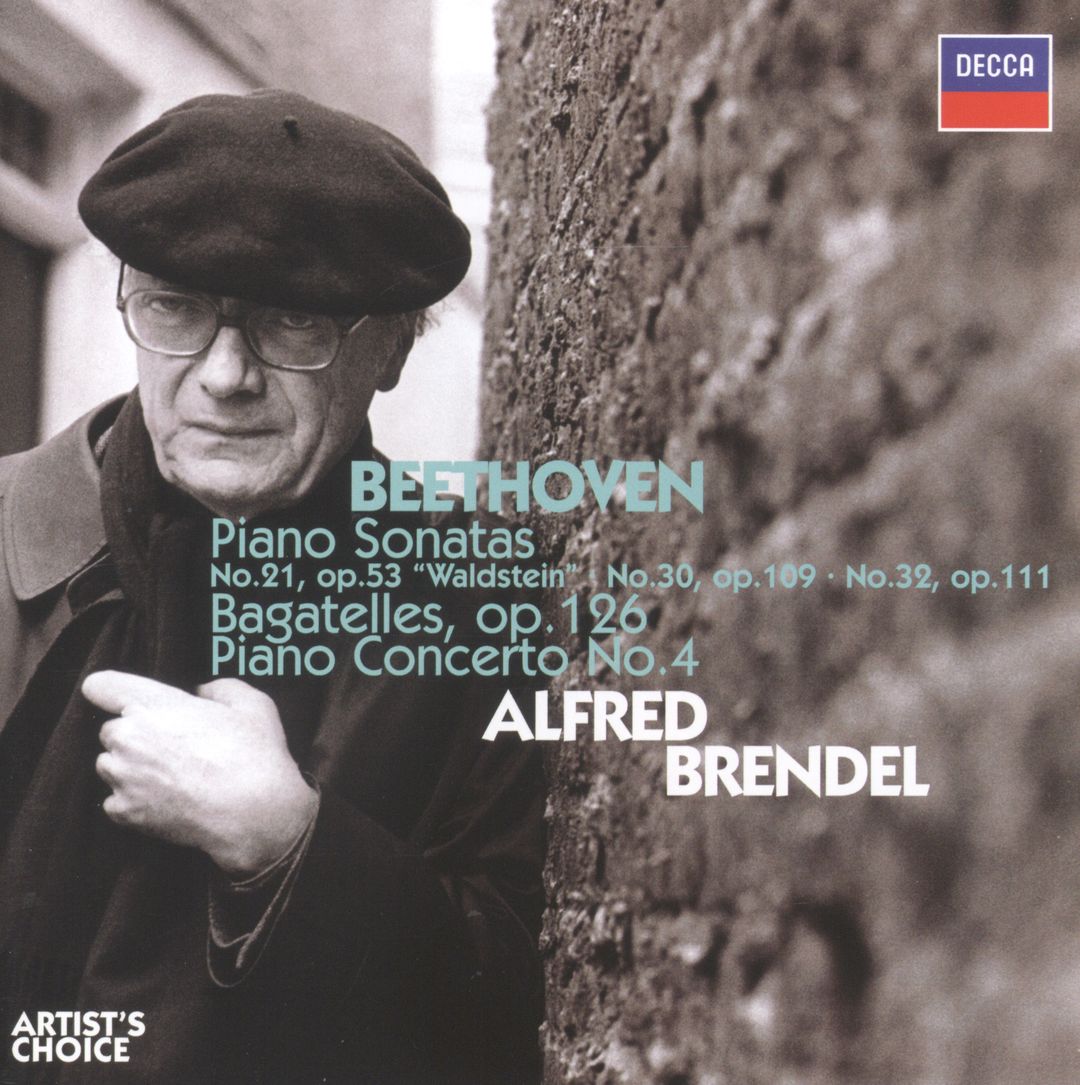 DECCA
BEETHOVEN
Piano Sonatas
No.21, op.53 “Waldstein” · No.30, op.109 · No.32, op.111
Bagatelles, op.126
Piano Concerto No.4
ALFRED
BRENDEL
ARTIST'S
CHOICE